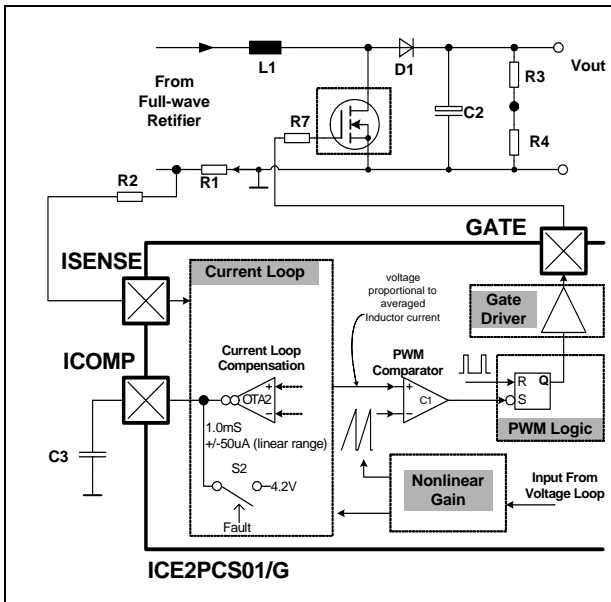 L1
D1
Vout
From
Full-wave
Retifier
R3
C2
R7
R4
R2
R1
GATE
ISENSE
Current Loop
voltage
proportional to
averaged
Inductor current
Gate
Driver
ICOMP
Current Loop
Compensation
PWM
Comparator
R Q
S
OTA2
C1
1.0mS
+/-50uA (linear range)
PWM Logic
C3
S2
4.2V
Nonlinear
Gain
Input From
Voltage Loop
Fault
ICE2PCS01/G